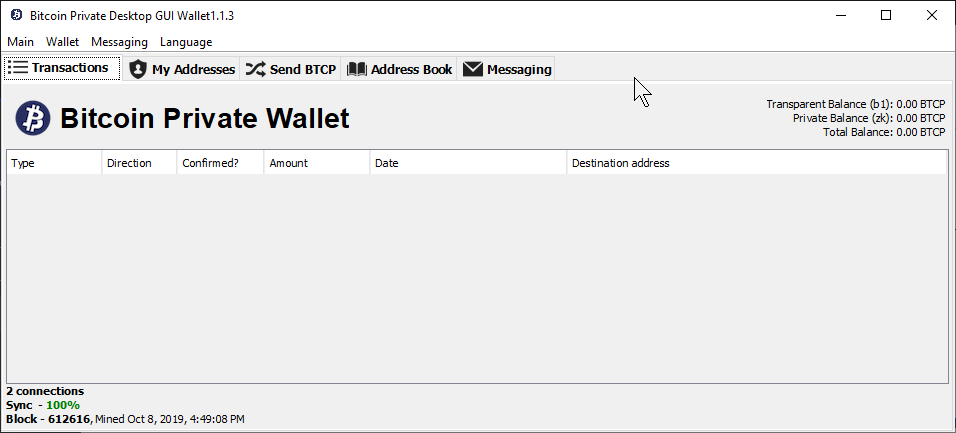 Bitcoin Private Desktop GUI Wallet1.1.3
Main Wallet Messaging Language
Transactions My Addresses Send BTCP Address Book Messaging
Bitcoin Private Wallet
Transparent Balance (b1): 0.00 BTCP
Private Balance (zk): 0.00 BTCP
Total Balance: 0.00 BTCP
Type Direction Confirmed? Amount Date Destination address
2 connections
Sync - 100%
Block - 612616, Mined Oct 8, 2019, 4:49:08 PM